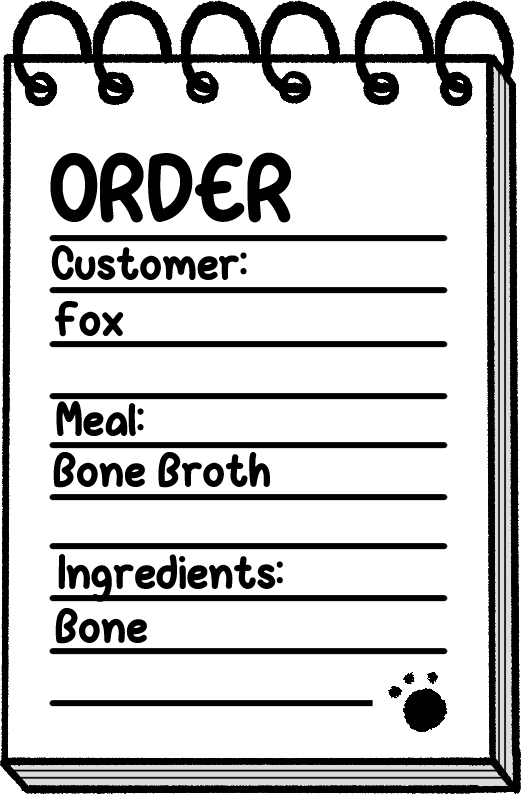 ORDER
Customer:
Fox
Meal:
Bone Broth
Ingredients:
Bone